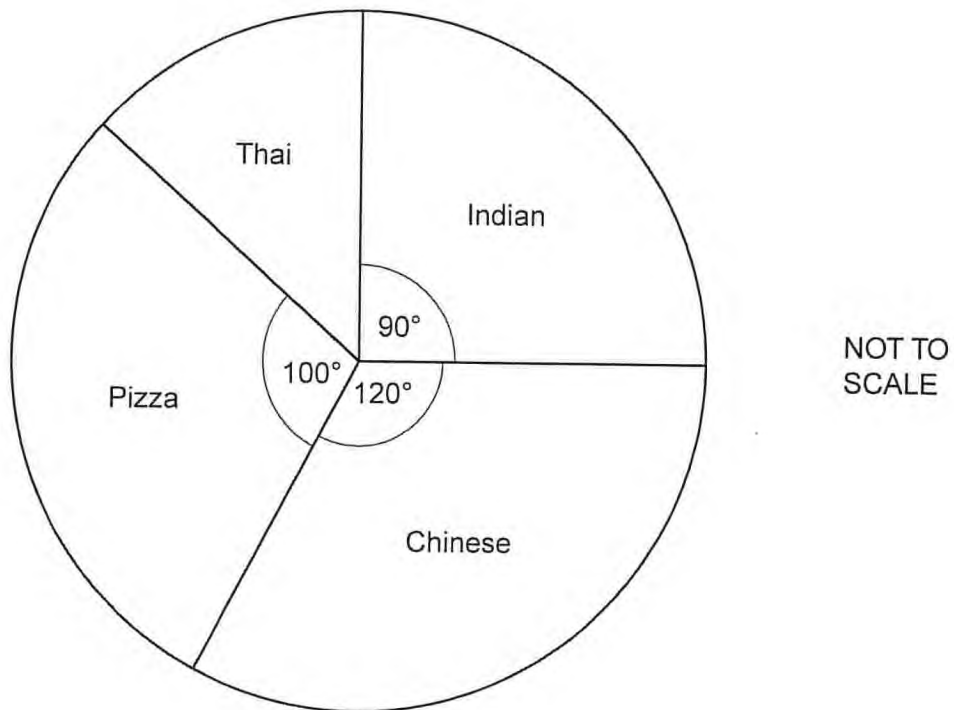 Thai
Indian
90°
NOT TO
SCALE
100°
120°
Pizza
Chinese